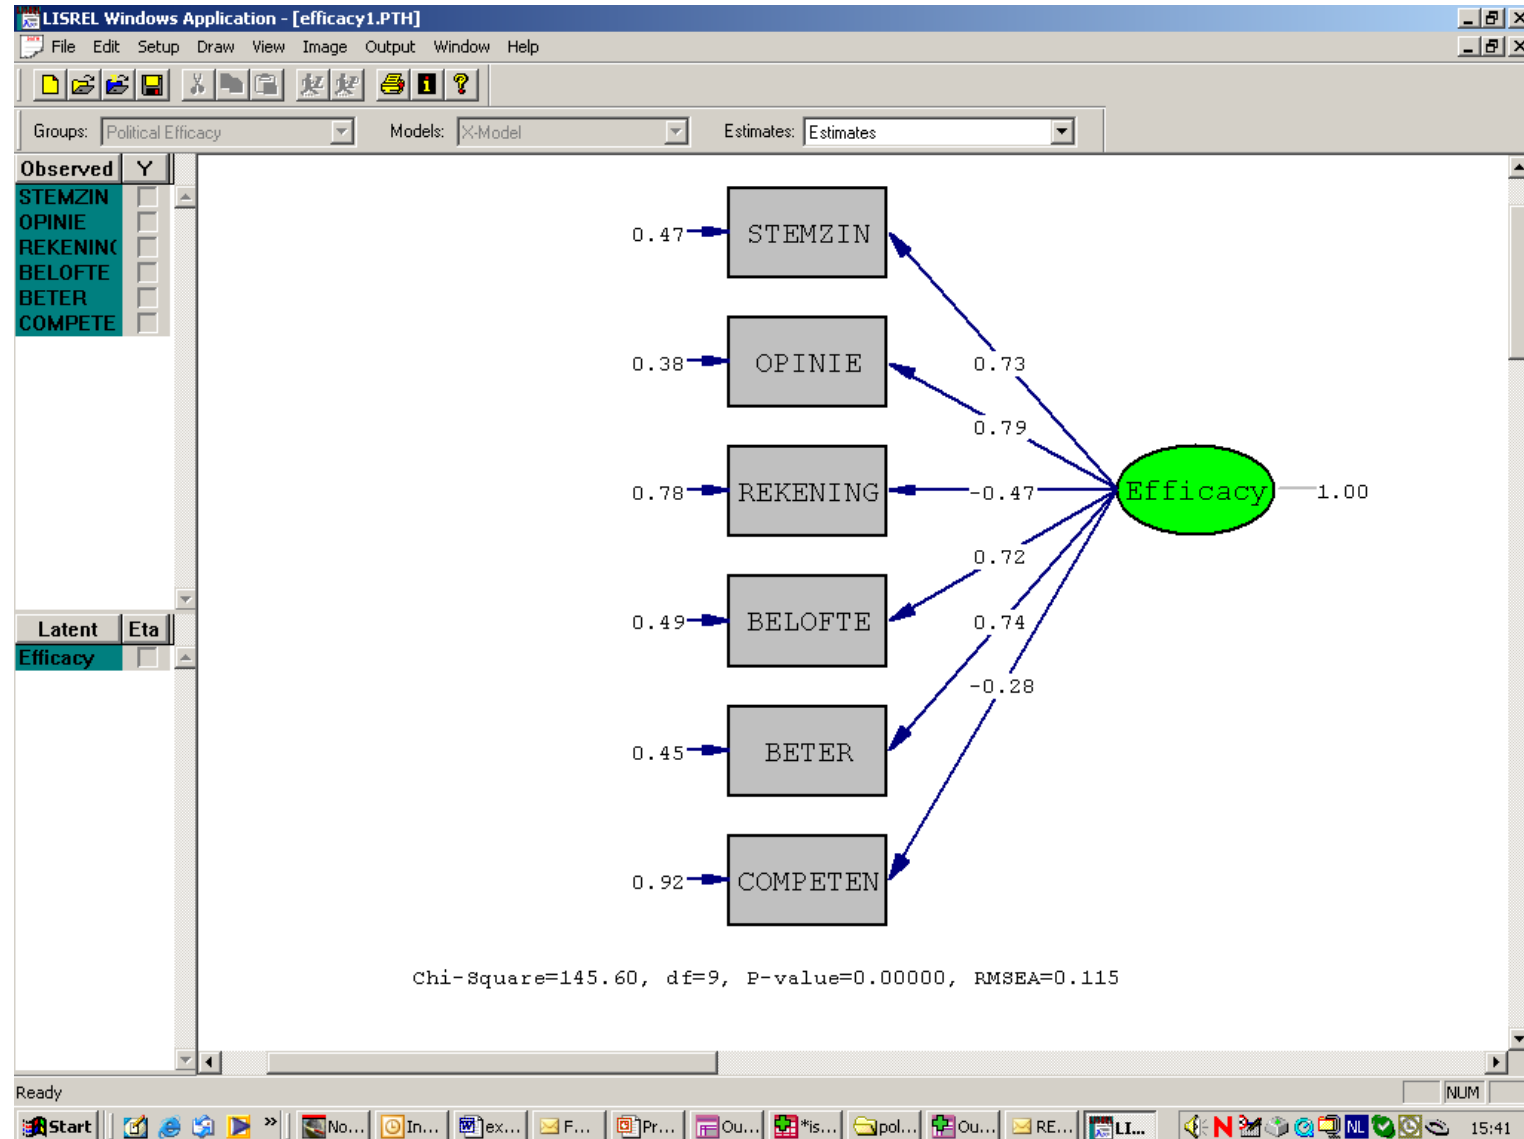 LISREL Windows Application - [efficacy1.PTH]
File Edit Setup Draw View Image Output Window Help
Groups: Political Efficacy Models: X-Model Estimates: Estimates
Observed Y
STEMZIN
OPINIE
REKENIN(
BELOFTE
BETER
COMPETE
Latent Eta
Efficacy
0.47 STEMZIN
0.38 OPINIE 0.73
0.79
0.78 REKENING -0.47 Efficacy 1.00
0.72
0.49 BELOFTE 0.74
-0.28
0.45 BETER
0.92 COMPETEN
Chi-Square=145.60, df=9, P-value=0.00000, RMSEA=0.115
Ready NUM
Start » No... In... ex... F... Pr... Ou... *is... pol... Ou... RE... LI... N NL 15:41